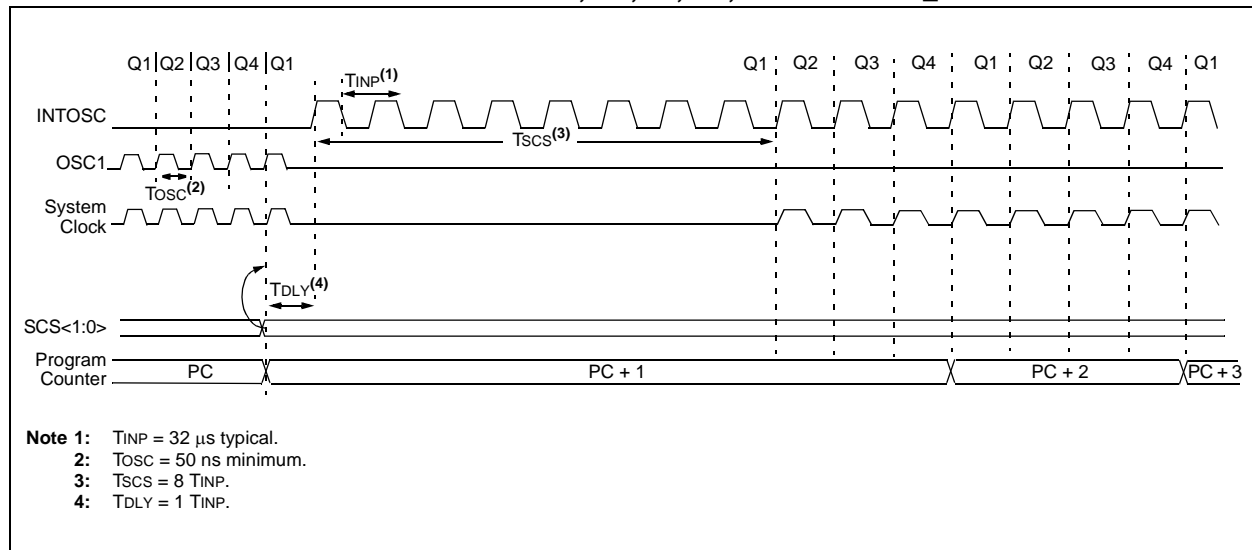 Q1 Q2 Q3 Q4 Q1 Q1 Q2 Q3 Q4 Q1 Q2 Q3 Q4 Q1
TINP(1)
INTOSC
TSCS(3)
OSC1
TOSC(2)
System
Clock
TDLY(4)
SCS<1:0>
Program
Counter
PC PC + 1 PC + 2 PC + 3
Note 1: TINP = 32 μs typical.
2: TOSC = 50 ns minimum.
3: TSCS = 8 TINP.
4: TDLY = 1 TINP.